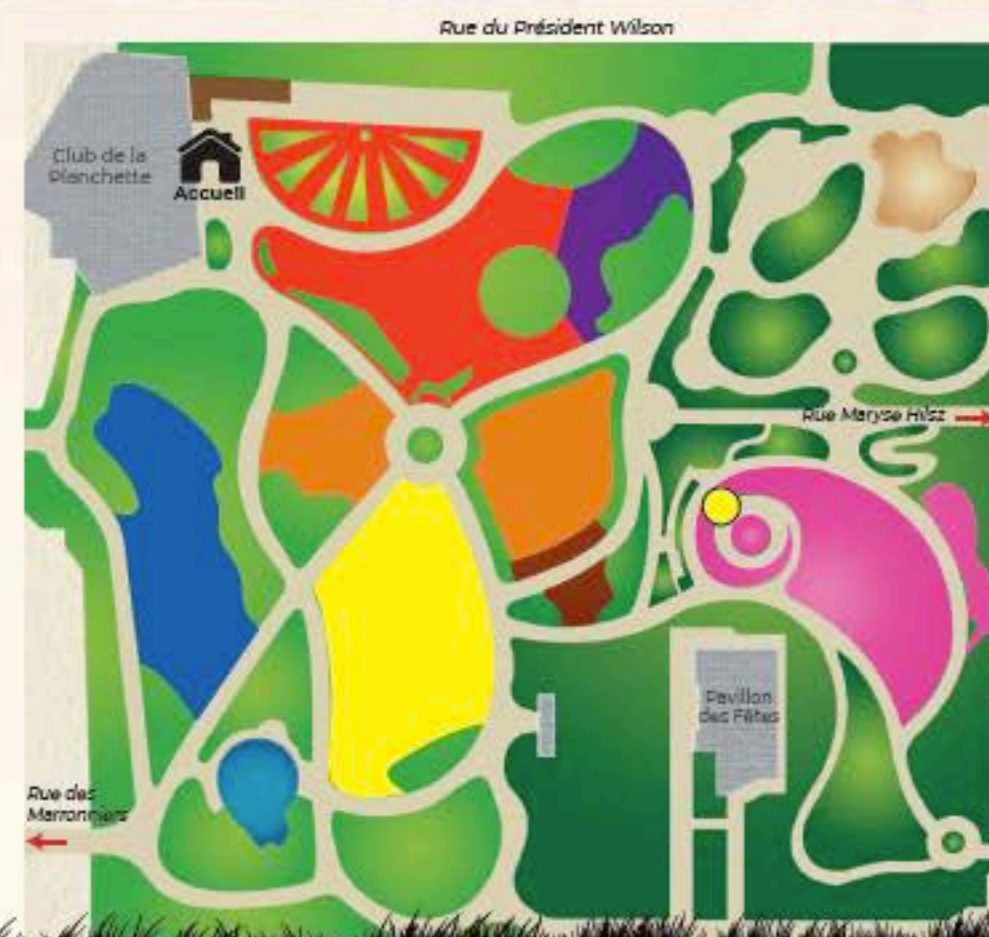 Rue du Président Wilson
Club de la
Planchette
Accueil
Rue Maryse Hilsz
Pavillon
des Fêtes
Rue des
Marronniers